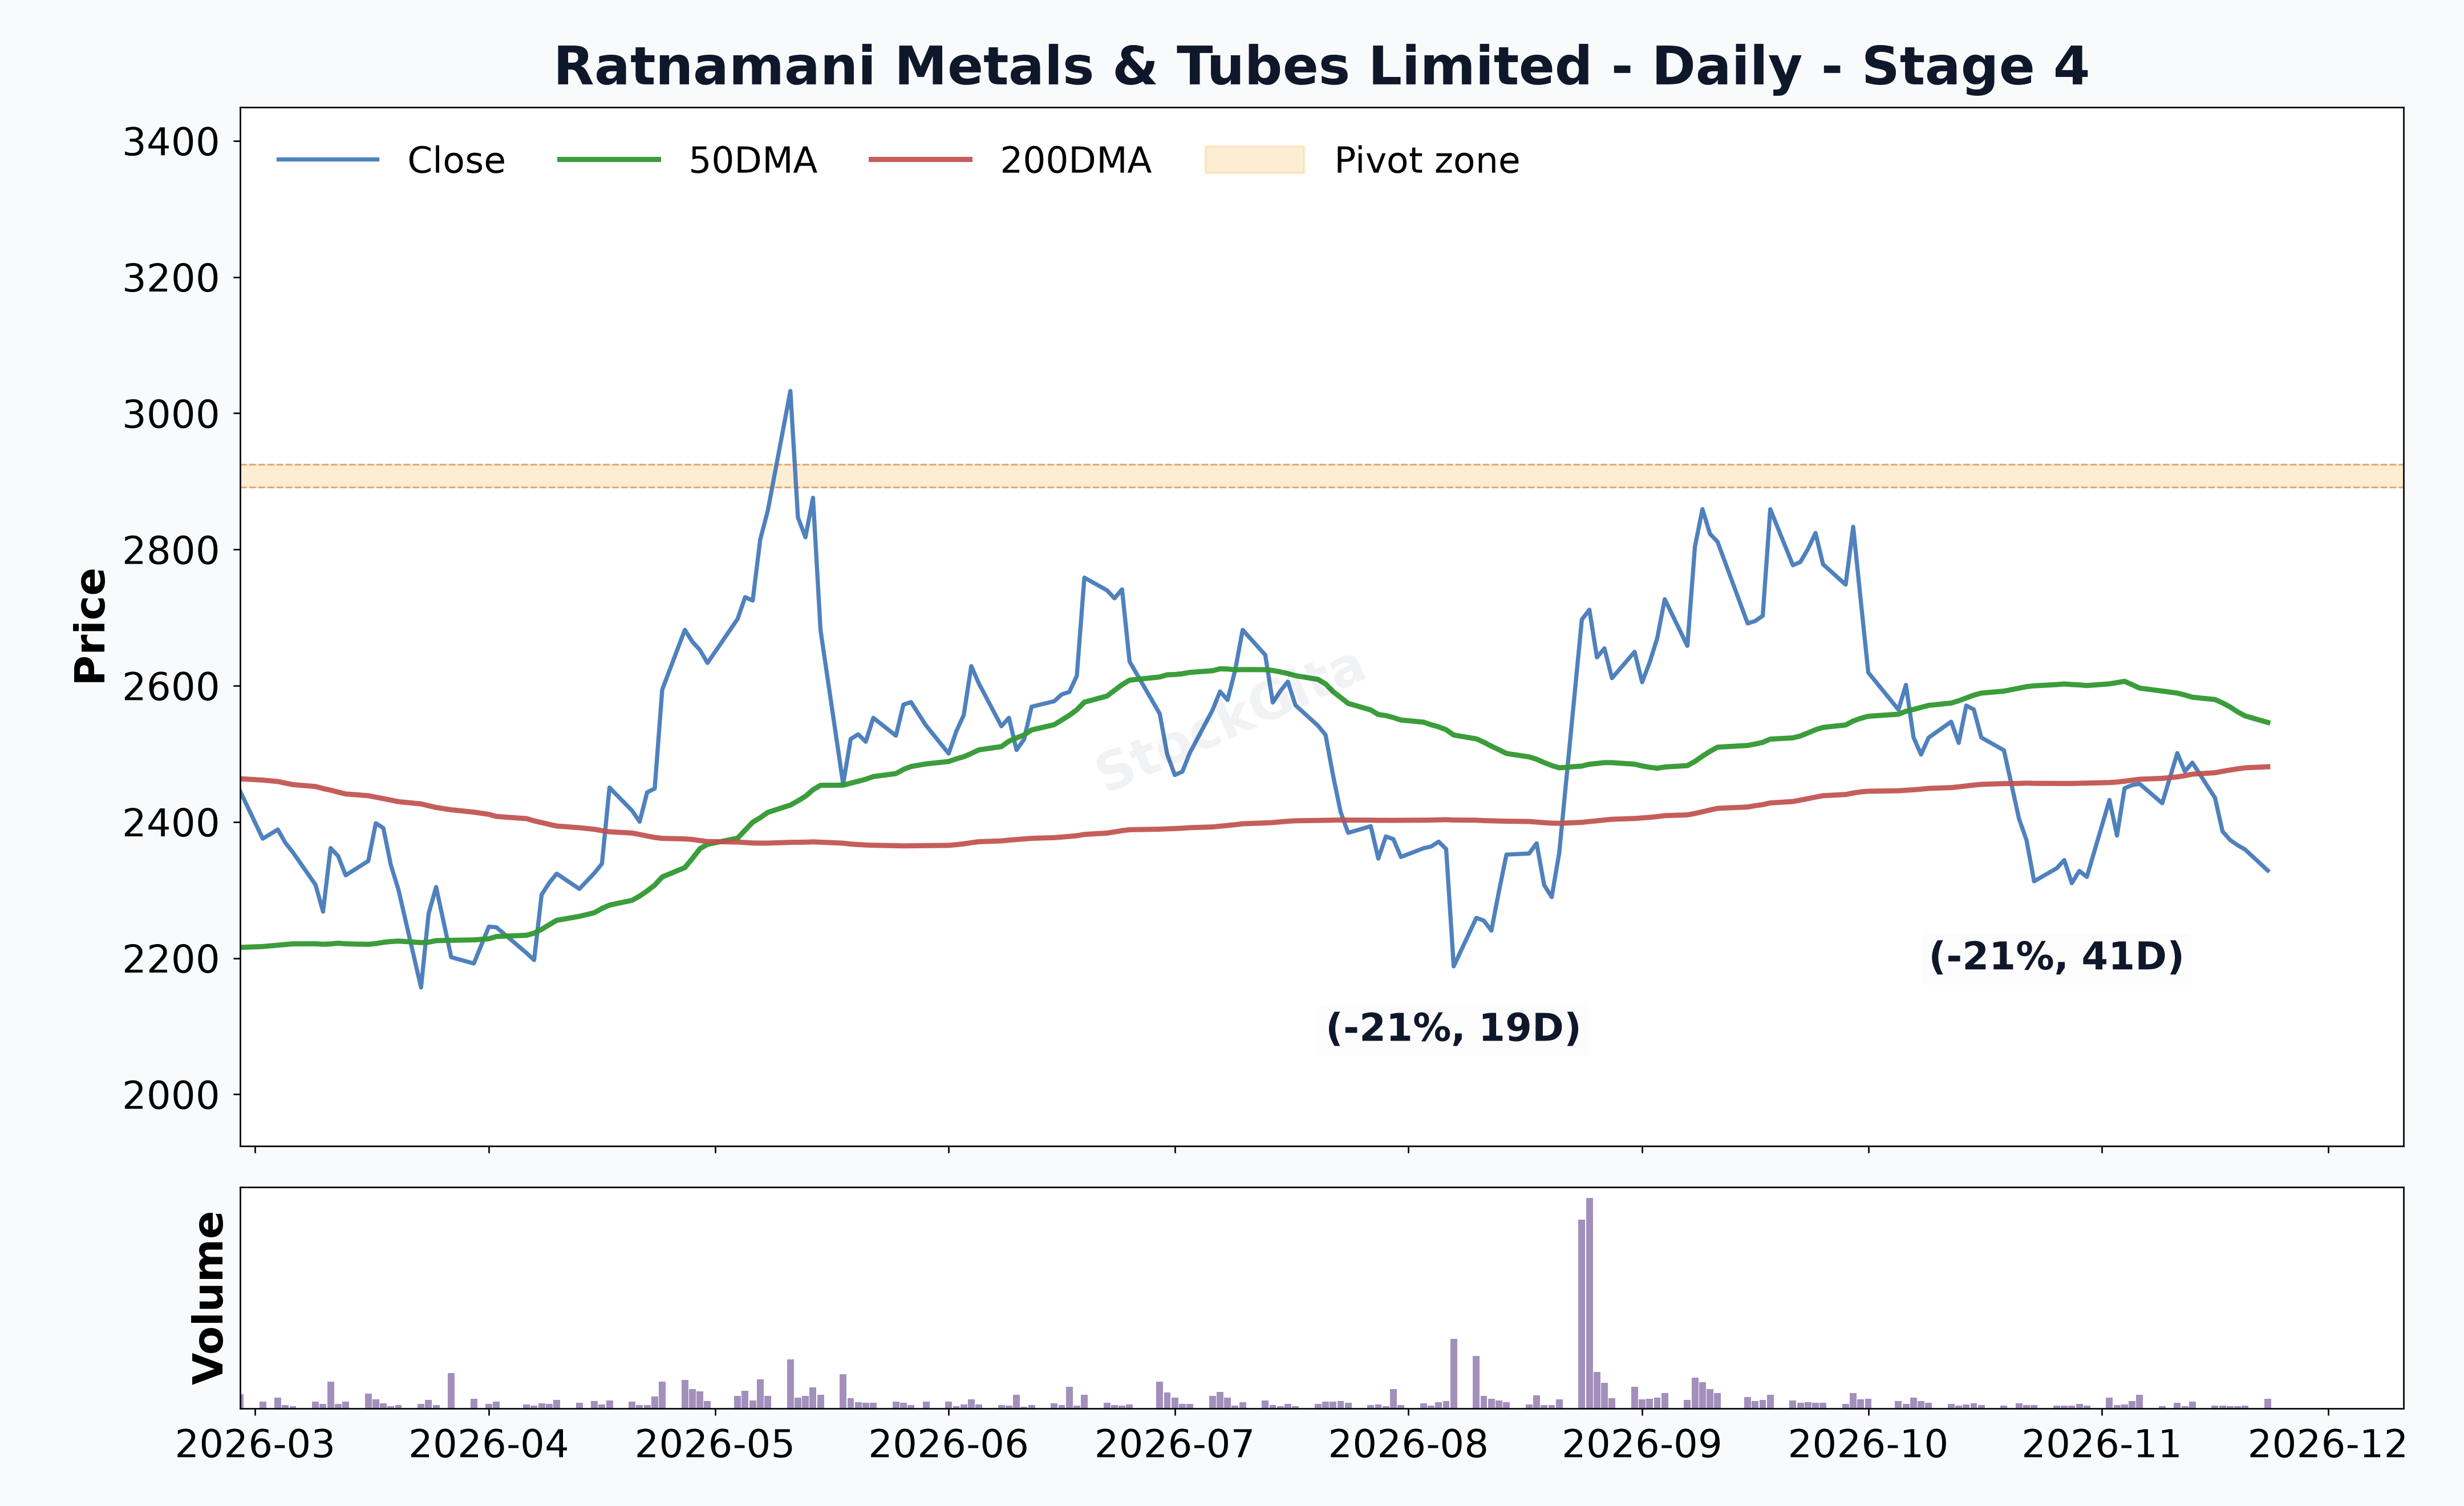 Ratnamani Metals & Tubes Limited - Daily - Stage 4
Close 50DMA 200DMA Pivot zone
Price
3400
3200
3000
2800
2600
2400
2200
2000
StockGita
(-21%, 19D)
(-21%, 41D)
Volume
2026-03 2026-04 2026-05 2026-06 2026-07 2026-08 2026-09 2026-10 2026-11 2026-12